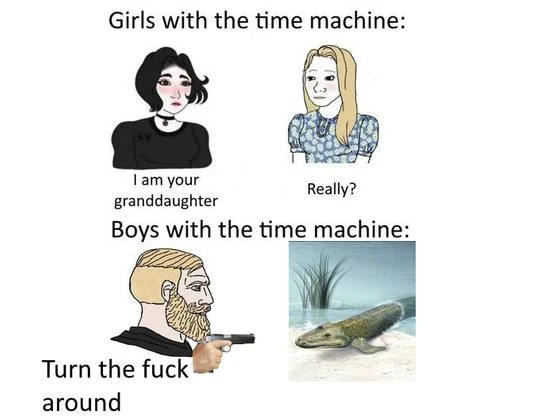 Girls with the time machine:
I am your
granddaughter
Really?
Boys with the time machine:
Turn the fuck
around